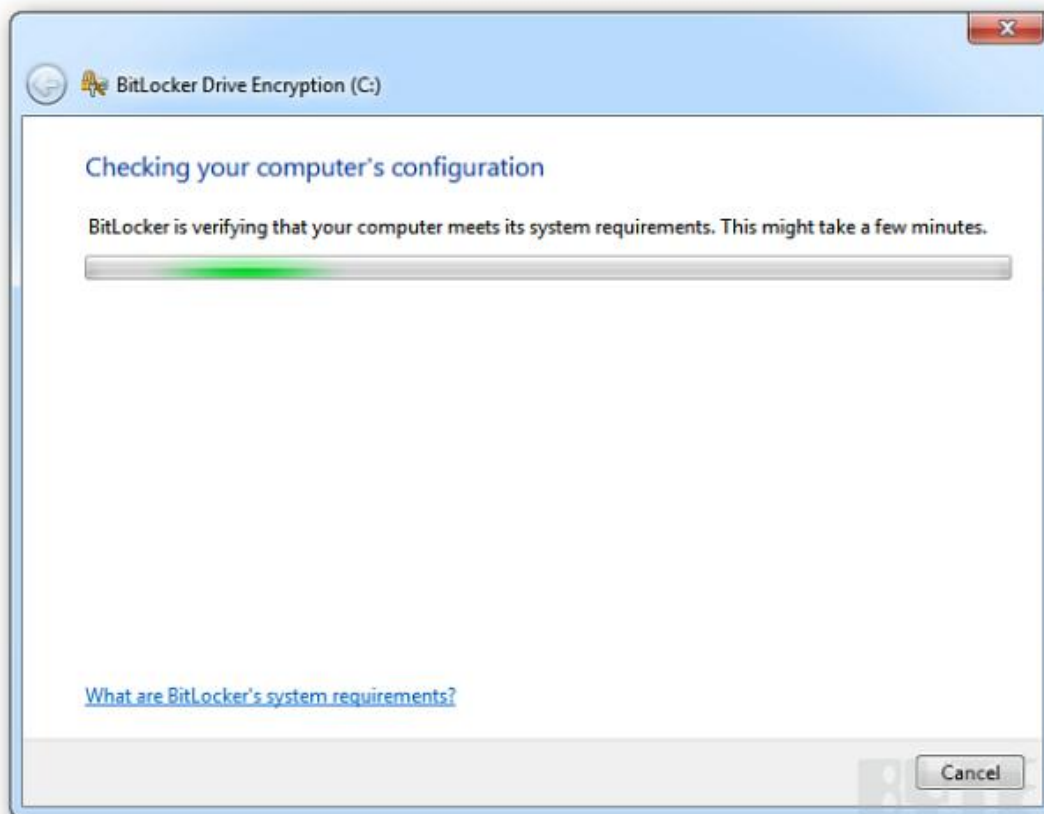 BitLocker Drive Encryption (C:)
Checking your computer's configuration
BitLocker is verifying that your computer meets its system requirements. This might take a few minutes.
What are BitLocker's system requirements?
Cancel